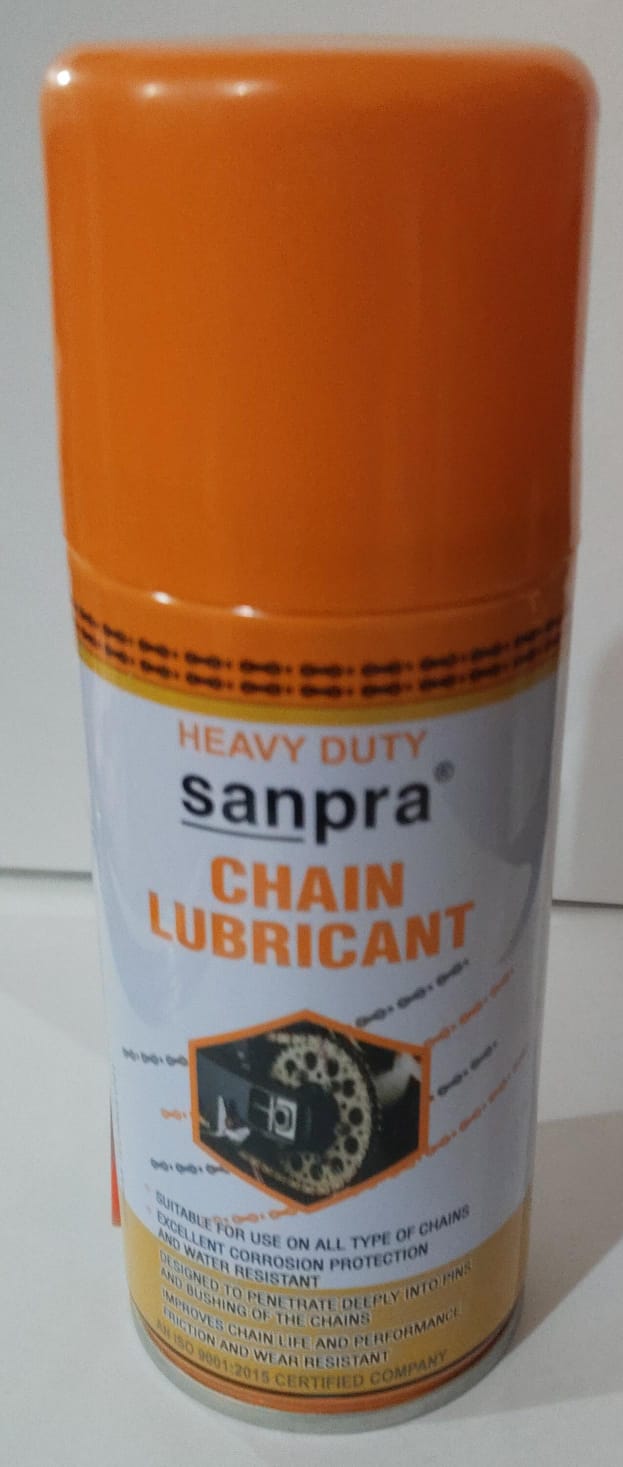 HEAVY DUTY
sanpra®
CHAIN
LUBRICANT
SUITABLE FOR USE ON ALL TYPE OF CHAINS
EXCELLENT CORROSION PROTECTION
AND WATER RESISTANT
DESIGNED TO PENETRATE DEEPLY INTO PINS
AND BUSHING OF THE CHAINS
IMPROVES CHAIN LIFE AND PERFORMANCE
FRICTION AND WEAR RESISTANT
AN ISO 9001:2015 CERTIFIED COMPANY